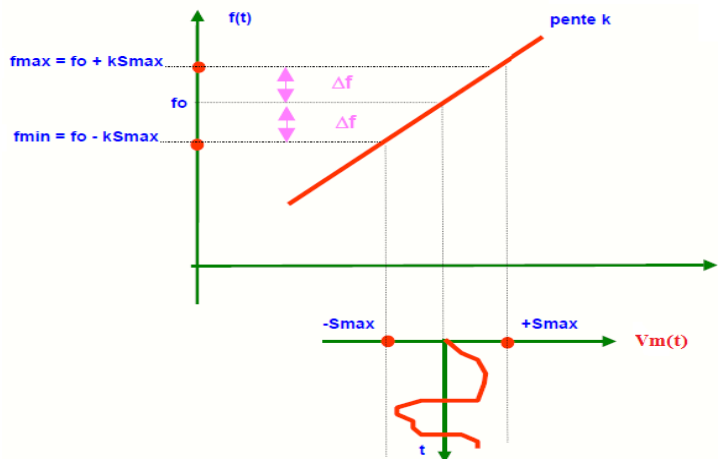 f(t)
pente k
fmax = fo + kSmax
Δf
fo
Δf
fmin = fo - kSmax
-Smax
+Smax
Vm(t)
t